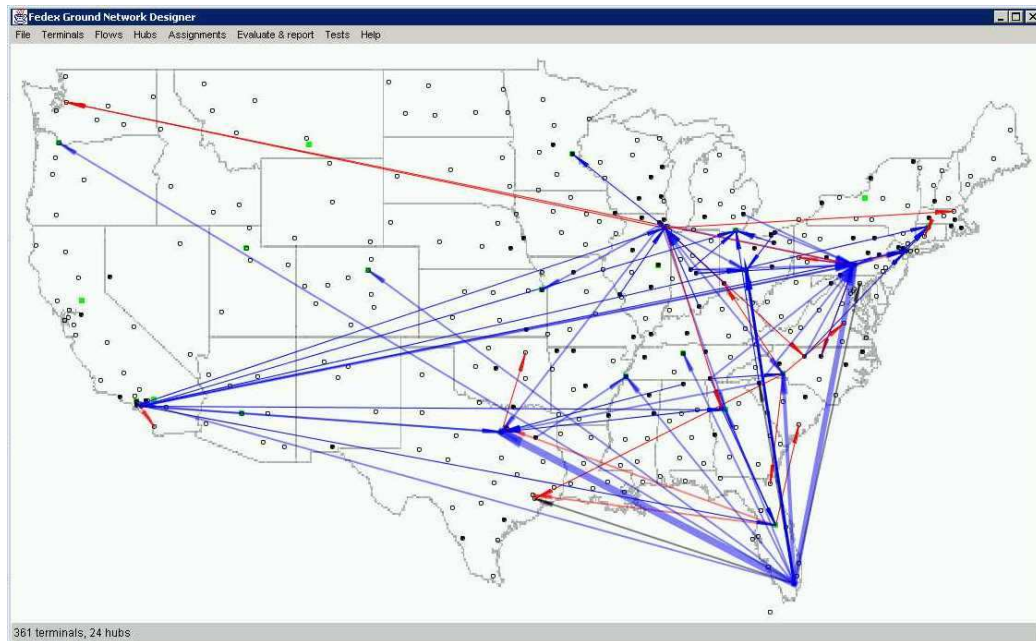 Fedex Ground Network Designer
File Terminals Flows Hubs Assignments Evaluate & report Tests Help
361 terminals, 24 hubs